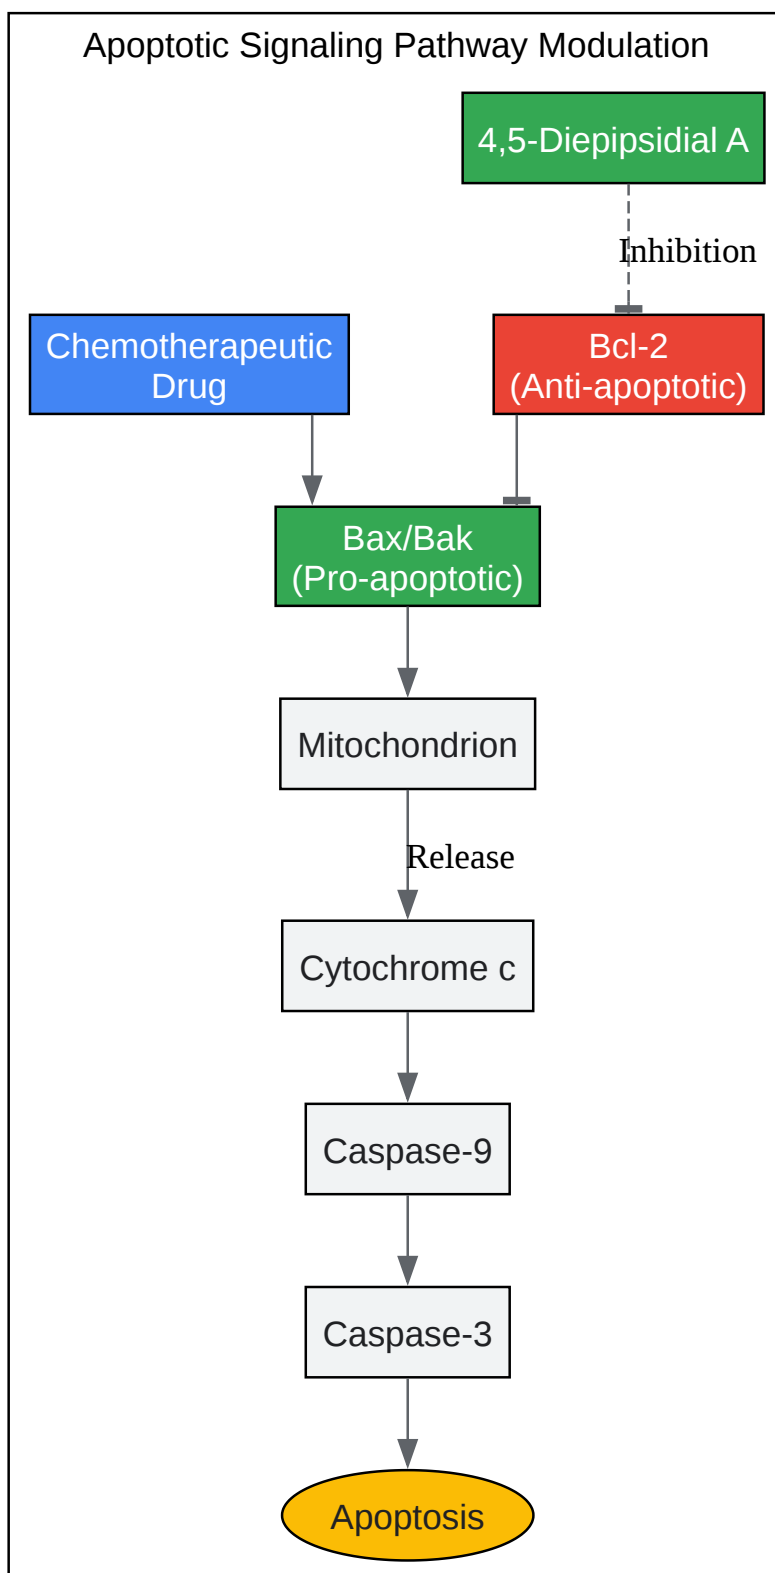 Apoptotic Signaling Pathway Modulation
4,5-Diepipsidial A
Inhibition
Chemotherapeutic
Drug
Bcl-2
(Anti-apoptotic)
Bax/Bak
(Pro-apoptotic)
Mitochondrion
Release
Cytochrome c
Caspase-9
Caspase-3
Apoptosis